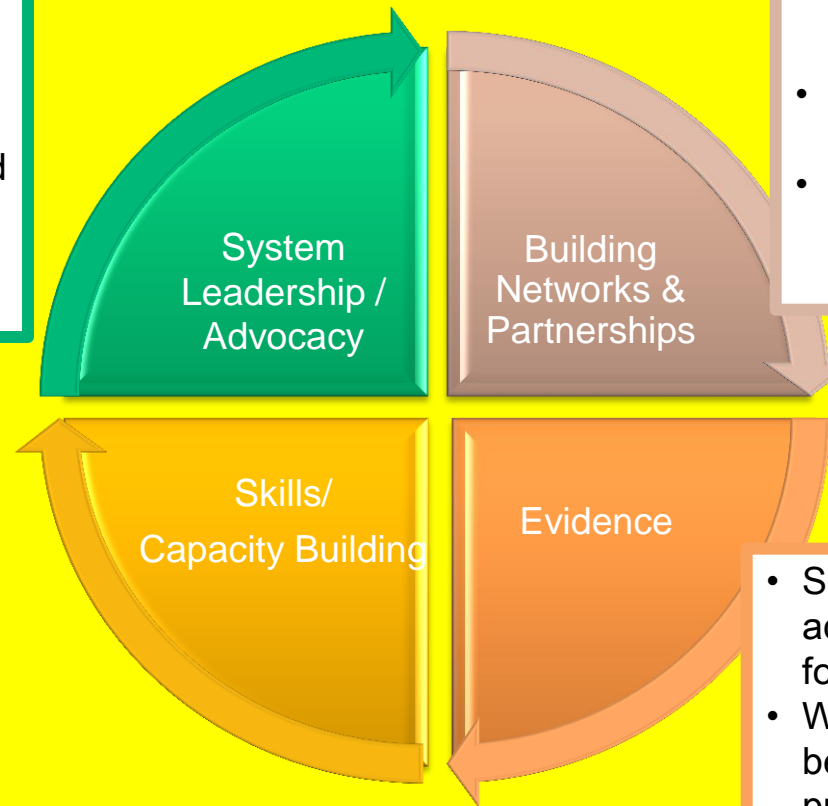 System
Leadership /
Advocacy
Building
Networks &
Partnerships
Skills/
Capacity Building
Evidence
•
•
•
•